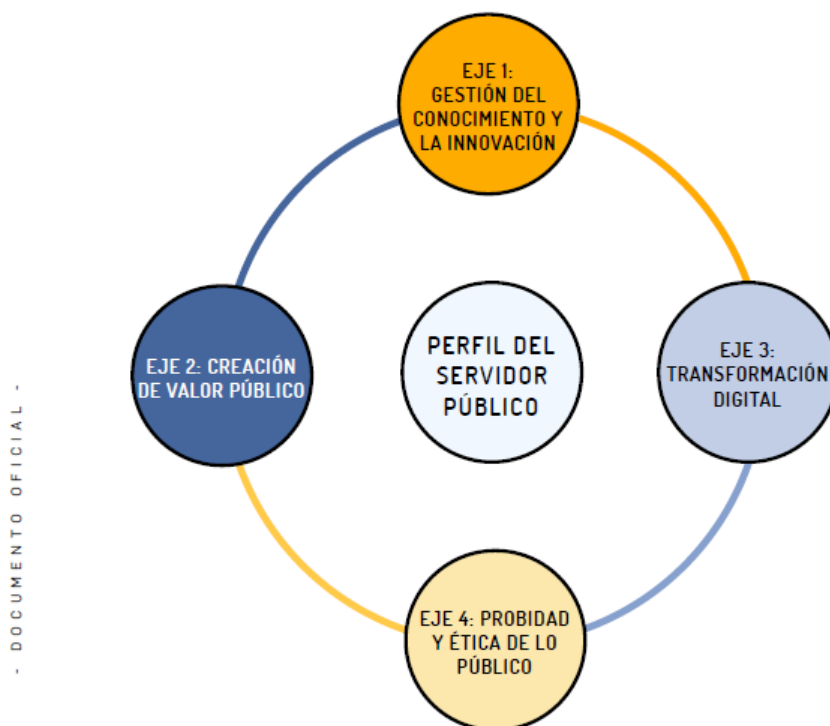 EJE 1:
GESTIÓN DEL
CONOCIMIENTO Y
LA INNOVACIÓN
EJE 2: CREACIÓN
DE VALOR PÚBLICO
PERFIL DEL
SERVIDOR
PÚBLICO
EJE 3:
TRANSFORMACIÓN
DIGITAL
EJE 4: PROBIDAD
Y ÉTICA DE LO
PÚBLICO
- DOCUMENTO OFICIAL -